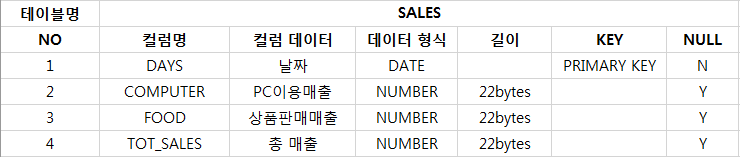 테이블명 SALES
NO 컬럼명 컬럼 데이터 데이터 형식 길이 KEY NULL
1 DAYS 날짜 DATE PRIMARY KEY N
2 COMPUTER PC이용매출 NUMBER 22bytes Y
3 FOOD 상품판매매출 NUMBER 22bytes Y
4 TOT_SALES 총 매출 NUMBER 22bytes Y